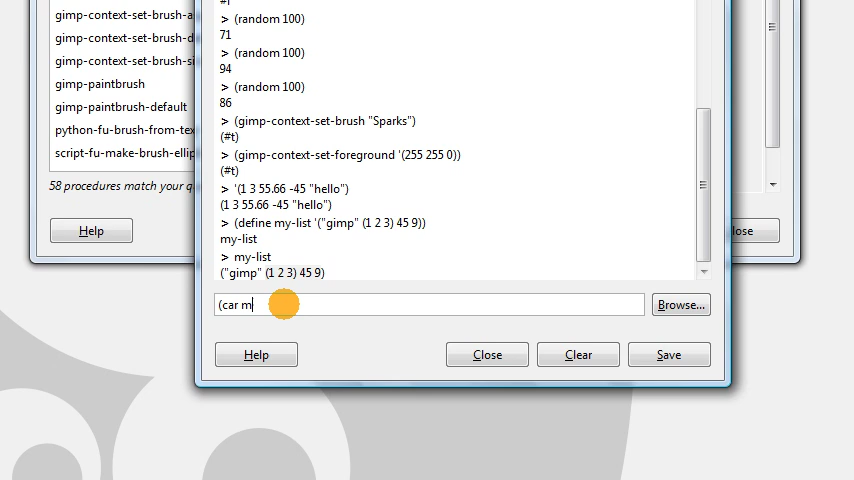 gimp-context-set-brush-a
gimp-context-set-brush-d
gimp-context-set-brush-si
gimp-paintbrush
gimp-paintbrush-default
python-fu-brush-from-tex
script-fu-make-brush-ellip
58 procedures match your q
Help
lose
#f
> (random 100)
71
> (random 100)
94
> (random 100)
86
> (gimp-context-set-brush "Sparks")
(#t)
> (gimp-context-set-foreground '(255 255 0))
(#t)
> '(1 3 55.66 -45 "hello")
(1 3 55.66 -45 "hello")
> (define my-list '("gimp" (1 2 3) 45 9))
my-list
> my-list
("gimp" (1 2 3) 45 9)
(car m
Browse...
Help
Close
Clear
Save